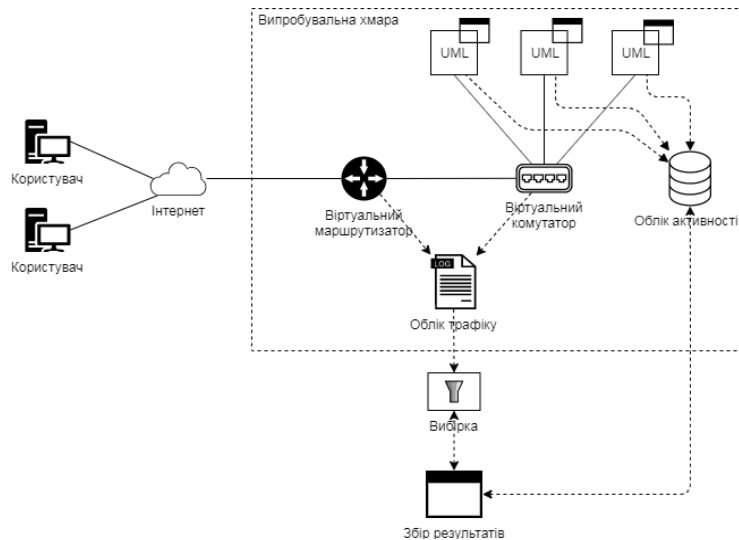 Випробувальна хмара
UML
UML
UML
Користувач
Інтернет
Віртуальний
маршрутизатор
Віртуальний
комутатор
Облік активності
Користувач
LOG
Облік трафіку
Вибірка
Збір результатів